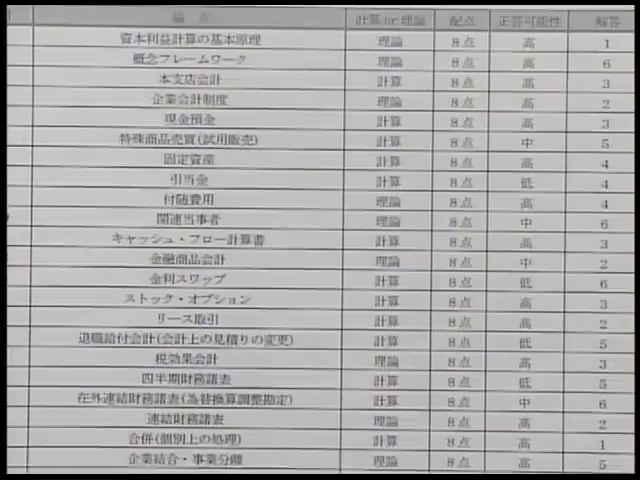 論点 計算or理論 配点 正答可能性 解答
資本利益計算の基本原理 理論 8点 高 1
概念フレームワーク 理論 8点 高 6
本支店会計 計算 8点 高 3
企業会計制度 理論 8点 高 2
現金預金 計算 8点 高 3
特殊商品売買(試用販売) 計算 8点 中 5
固定資産 計算 8点 高 4
引当金 計算 8点 低 4
付随費用 理論 8点 高 4
関連当事者 理論 8点 中 6
キャッシュ・フロー計算書 計算 8点 高 3
金融商品会計 理論 8点 中 2
金利スワップ 計算 8点 低 6
ストック・オプション 計算 8点 高 3
リース取引 計算 8点 高 2
退職給付会計(会計上の見積りの変更) 計算 8点 低 5
税効果会計 理論 8点 高 3
四半期財務諸表 計算 8点 低 5
在外連結財務諸表(為替換算調整勘定) 計算 8点 中 6
連結財務諸表 理論 8点 高 2
合併(個別上の処理) 計算 8点 高 1
企業結合・事業分離 理論 8点 高 5